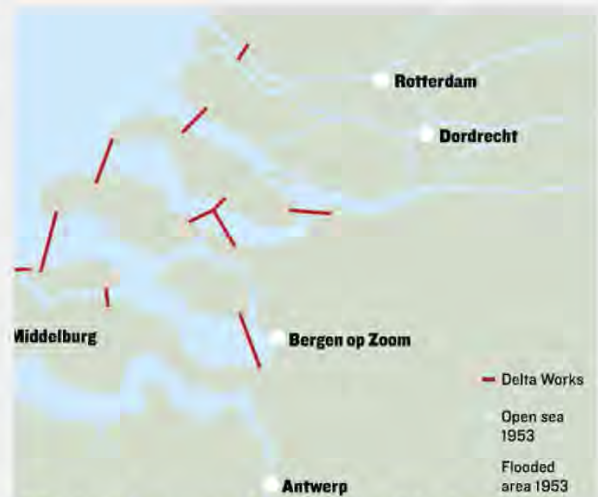 Rotterdam
Dordrecht
Middelburg
Bergen op Zoom
Delta Works
Open sea
1953
Flooded
area 1953
Antwerp